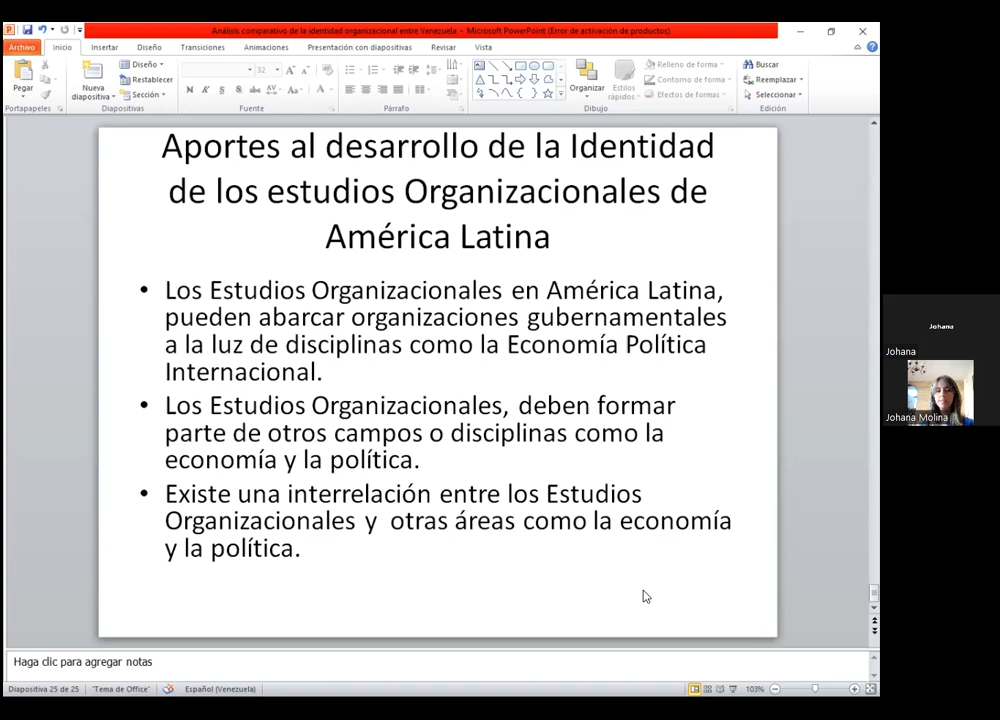 Análisis comparativo de la identidad organizacional entre Venezuela - Microsoft PowerPoint (Error de activación de productos)
Archivo Inicio Insertar Diseño Transiciones Animaciones Presentación con diapositivas Revisar Vista
Pegar
Nueva
diapositiva
Diseño
Restablecer
Sección
32
N K S S abc AV Aa A
Organizar
Estilos
rápidos
Relleno de forma
Contorno de forma
Efectos de formas
Buscar
Reemplazar
Seleccionar
Portapapeles Diapositivas Fuente Párrafo Dibujo Edición
Aportes al desarrollo de la Identidad
de los estudios Organizacionales de
América Latina
• Los Estudios Organizacionales en América Latina,
pueden abarcar organizaciones gubernamentales
a la luz de disciplinas como la Economía Política
Internacional.
• Los Estudios Organizacionales, deben formar
parte de otros campos o disciplinas como la
economía y la política.
• Existe una interrelación entre los Estudios
Organizacionales y otras áreas como la economía
y la política.
Johana
Johana
Johana Molina
Haga clic para agregar notas
Diapositiva 25 de 25 "Tema de Office" Español (Venezuela) 103%